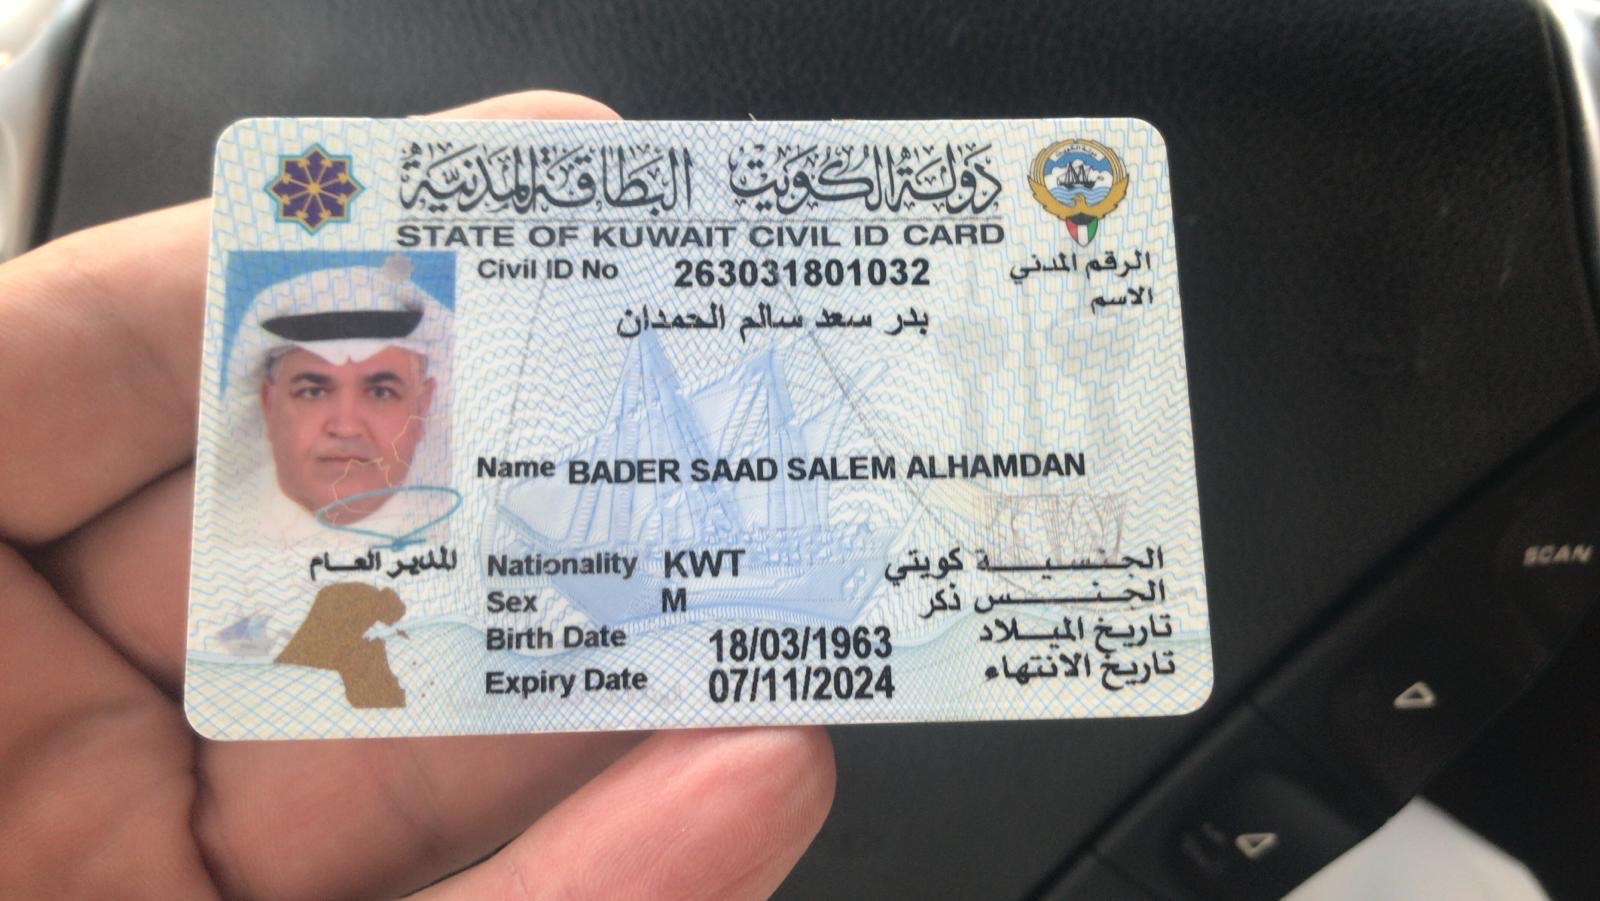 دولة الكويت البطاقة المدنية
STATE OF KUWAIT CIVIL ID CARD
Civil ID No 263031801032 الرقم المدني
الاسم
بدر سعد سالم الحمدان
Name BADER SAAD SALEM ALHAMDAN
المدير العام
Nationality KWT الجنسية كويتي
Sex M الجنس ذكر
Birth Date 18/03/1963 تاريخ الميلاد
Expiry Date 07/11/2024 تاريخ الانتهاء
SCAN